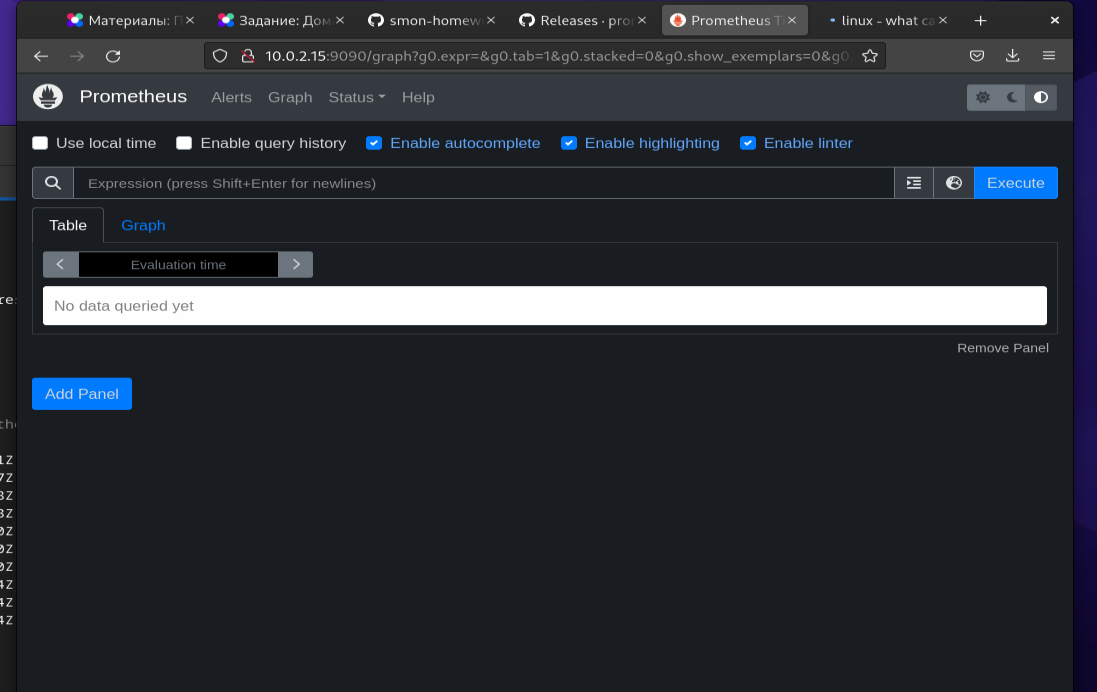 Материалы: П
Задание: Дом
smon-homewo
Releases · pro
Prometheus Ti
linux - what ca
10.0.2.15:9090/graph?g0.expr=&g0.tab=1&g0.stacked=0&g0.show_exemplars=0&g0.
Prometheus Alerts Graph Status Help
Use local time Enable query history Enable autocomplete Enable highlighting Enable linter
Expression (press Shift+Enter for newlines) Execute
Table Graph
Evaluation time
No data queried yet
Remove Panel
Add Panel
res
the
1Z
7Z
3Z
3Z
0Z
0Z
0Z
4Z
4Z
4Z